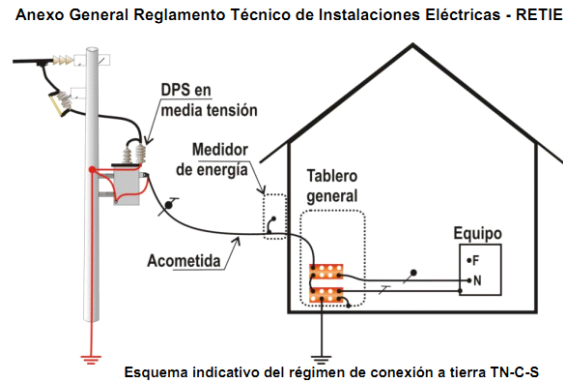 Anexo General Reglamento Técnico de Instalaciones Eléctricas - RETIE
DPS en
media tensión
Medidor
de energía
Tablero
general
Equipo
F
N
Acometida
Esquema indicativo del régimen de conexión a tierra TN-C-S